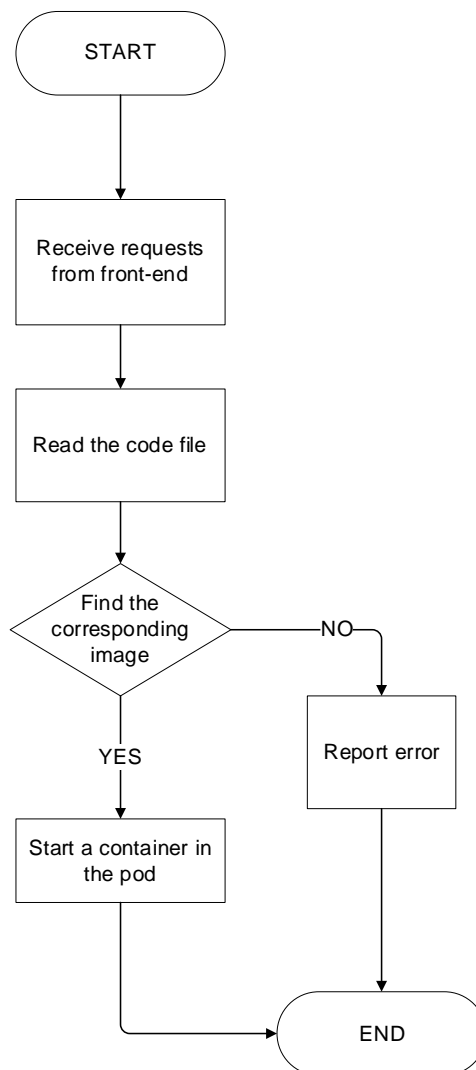 START
Receive requests
from front-end
Read the code file
Find the
corresponding
image
NO
YES
Report error
Start a container in
the pod
END